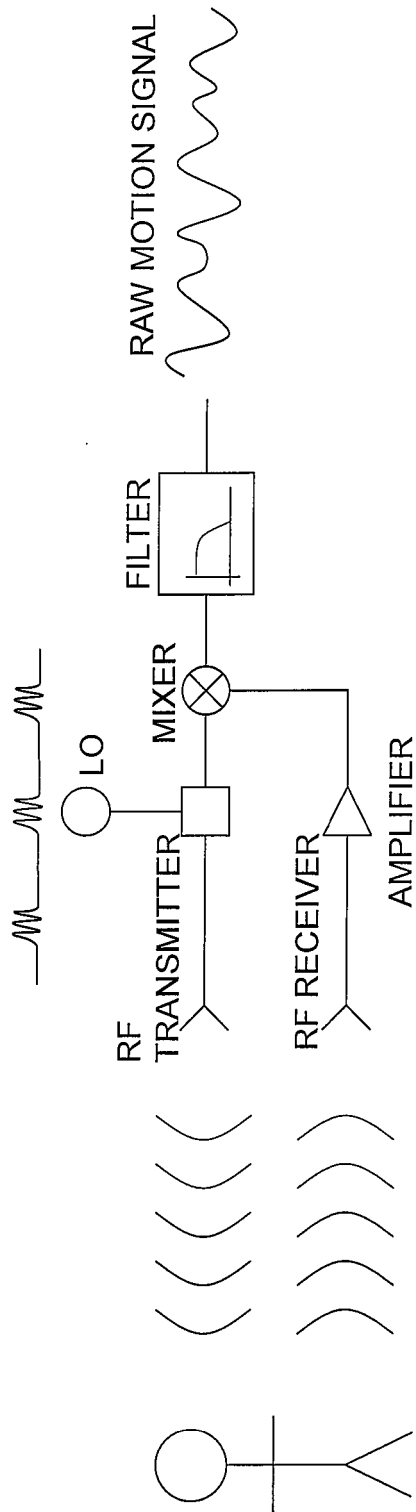 LO
RF
TRANSMITTER
MIXER
FILTER
RAW MOTION SIGNAL
RF RECEIVER
AMPLIFIER